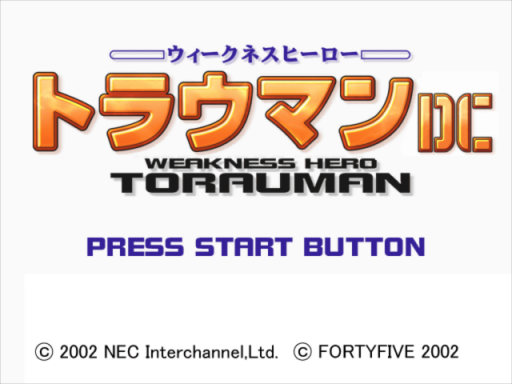 ウィークネスヒーロー
トラウマンDC
WEAKNESS HERO
TORAUMAN
PRESS START BUTTON
© 2002 NEC Interchannel,Ltd. © FORTYFIVE 2002